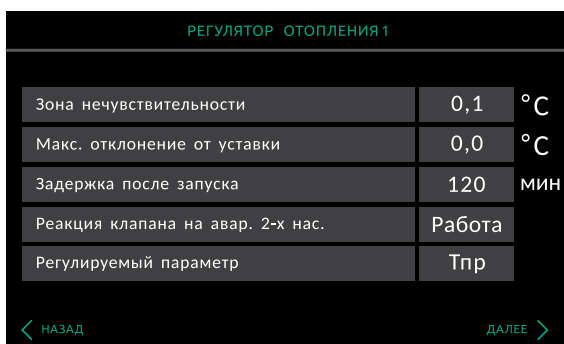 РЕГУЛЯТОР ОТОПЛЕНИЯ 1
Зона нечувствительности 0,1 °C
Макс. отклонение от уставки 0,0 °C
Задержка после запуска 120 мин
Реакция клапана на авар. 2-х нас. Работа
Регулируемый параметр Тпр
НАЗАД ДАЛЕЕ